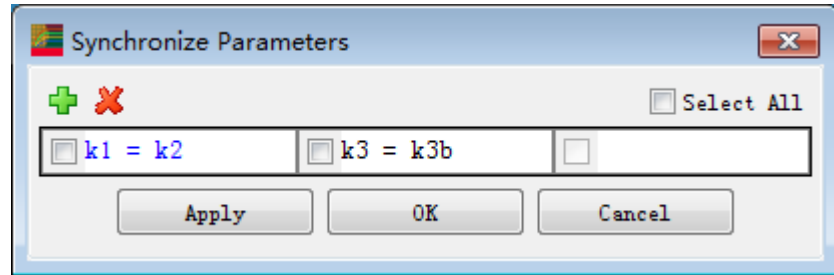 Synchronize Parameters
Select All
k1 = k2 k3 = k3b
Apply OK Cancel